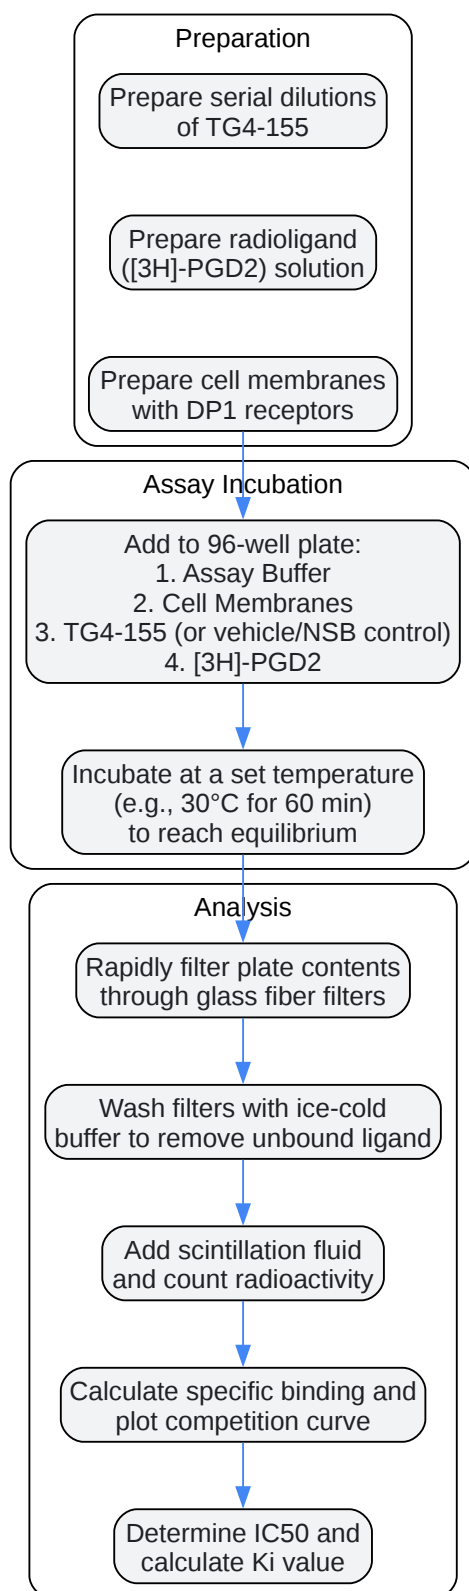 Preparation
Prepare serial dilutions
of TG4-155
Prepare radioligand
([3H]-PGD2) solution
Prepare cell membranes
with DP1 receptors
Assay Incubation
Add to 96-well plate:
1. Assay Buffer
2. Cell Membranes
3. TG4-155 (or vehicle/NSB control)
4. [3H]-PGD2
Incubate at a set temperature
(e.g., 30°C for 60 min)
to reach equilibrium
Analysis
Rapidly filter plate contents
through glass fiber filters
Wash filters with ice-cold
buffer to remove unbound ligand
Add scintillation fluid
and count radioactivity
Calculate specific binding and
plot competition curve
Determine IC50 and
calculate Ki value